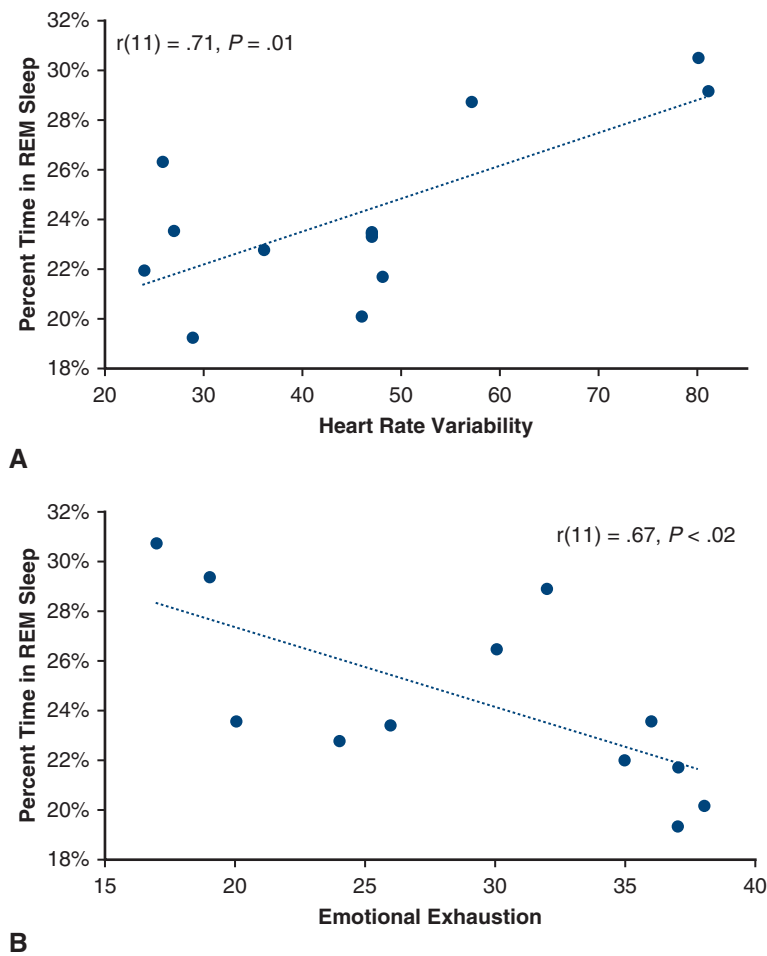 r(11) = .71, P = .01
Percent Time in REM Sleep
32%
30%
28%
26%
24%
22%
20%
18%
20 30 40 50 60 70 80
Heart Rate Variability
A
r(11) = .67, P < .02
Percent Time in REM Sleep
32%
30%
28%
26%
24%
22%
20%
18%
15 20 25 30 35 40
Emotional Exhaustion
B